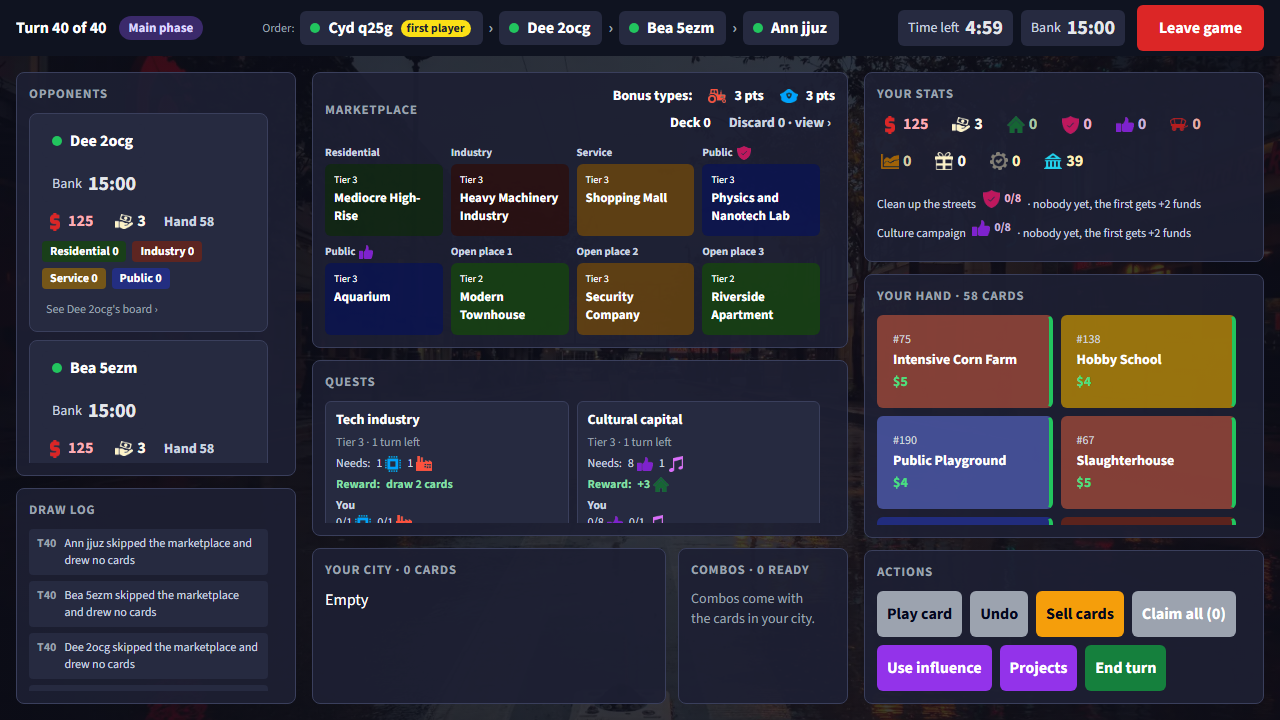 Turn 40 of 40
Main phase
Order:
Cyd q25g
first player
›
Dee 2ocg
›
Bea 5ezm
›
Ann jjuz
Time left 4:59
Bank 15:00
Leave game
OPPONENTS
Dee 2ocg
Bank 15:00
125 3 Hand 58
Residential 0 Industry 0
Service 0 Public 0
See Dee 2ocg's board ›
Bea 5ezm
Bank 15:00
125 3 Hand 58
DRAW LOG
T40 Ann jjuz skipped the marketplace and
drew no cards
T40 Bea 5ezm skipped the marketplace
and drew no cards
T40 Dee 2ocg skipped the marketplace and
drew no cards
MARKETPLACE
Bonus types: 3 pts 3 pts
Deck 0 Discard 0 · view ›
Residential
Tier 3
Mediocre High-
Rise
Industry
Tier 3
Heavy Machinery
Industry
Service
Tier 3
Shopping Mall
Public
Tier 3
Physics and
Nanotech Lab
Public
Tier 3
Aquarium
Open place 1
Tier 2
Modern
Townhouse
Open place 2
Tier 3
Security
Company
Open place 3
Tier 2
Riverside
Apartment
QUESTS
Tech industry
Tier 3 · 1 turn left
Needs: 1 1
Reward: draw 2 cards
You
0/1 0/1
Cultural capital
Tier 3 · 1 turn left
Needs: 8 1
Reward: +3
You
0/8 0/1
YOUR CITY · 0 CARDS
Empty
COMBOS · 0 READY
Combos come with
the cards in your city.
YOUR STATS
125 3 0 0 0 0
0 0 0 39
Clean up the streets 0/8 · nobody yet, the first gets +2 fusions
Culture campaign 0/8 · nobody yet, the first gets +2 influence
YOUR HAND · 58 CARDS
#75
Intensive Corn Farm
$5
#138
Hobby School
$4
#190
Public Playground
$4
#67
Slaughterhouse
$5
ACTIONS
Play card
Undo
Sell cards
Claim all (0)
Use influence
Projects
End turn